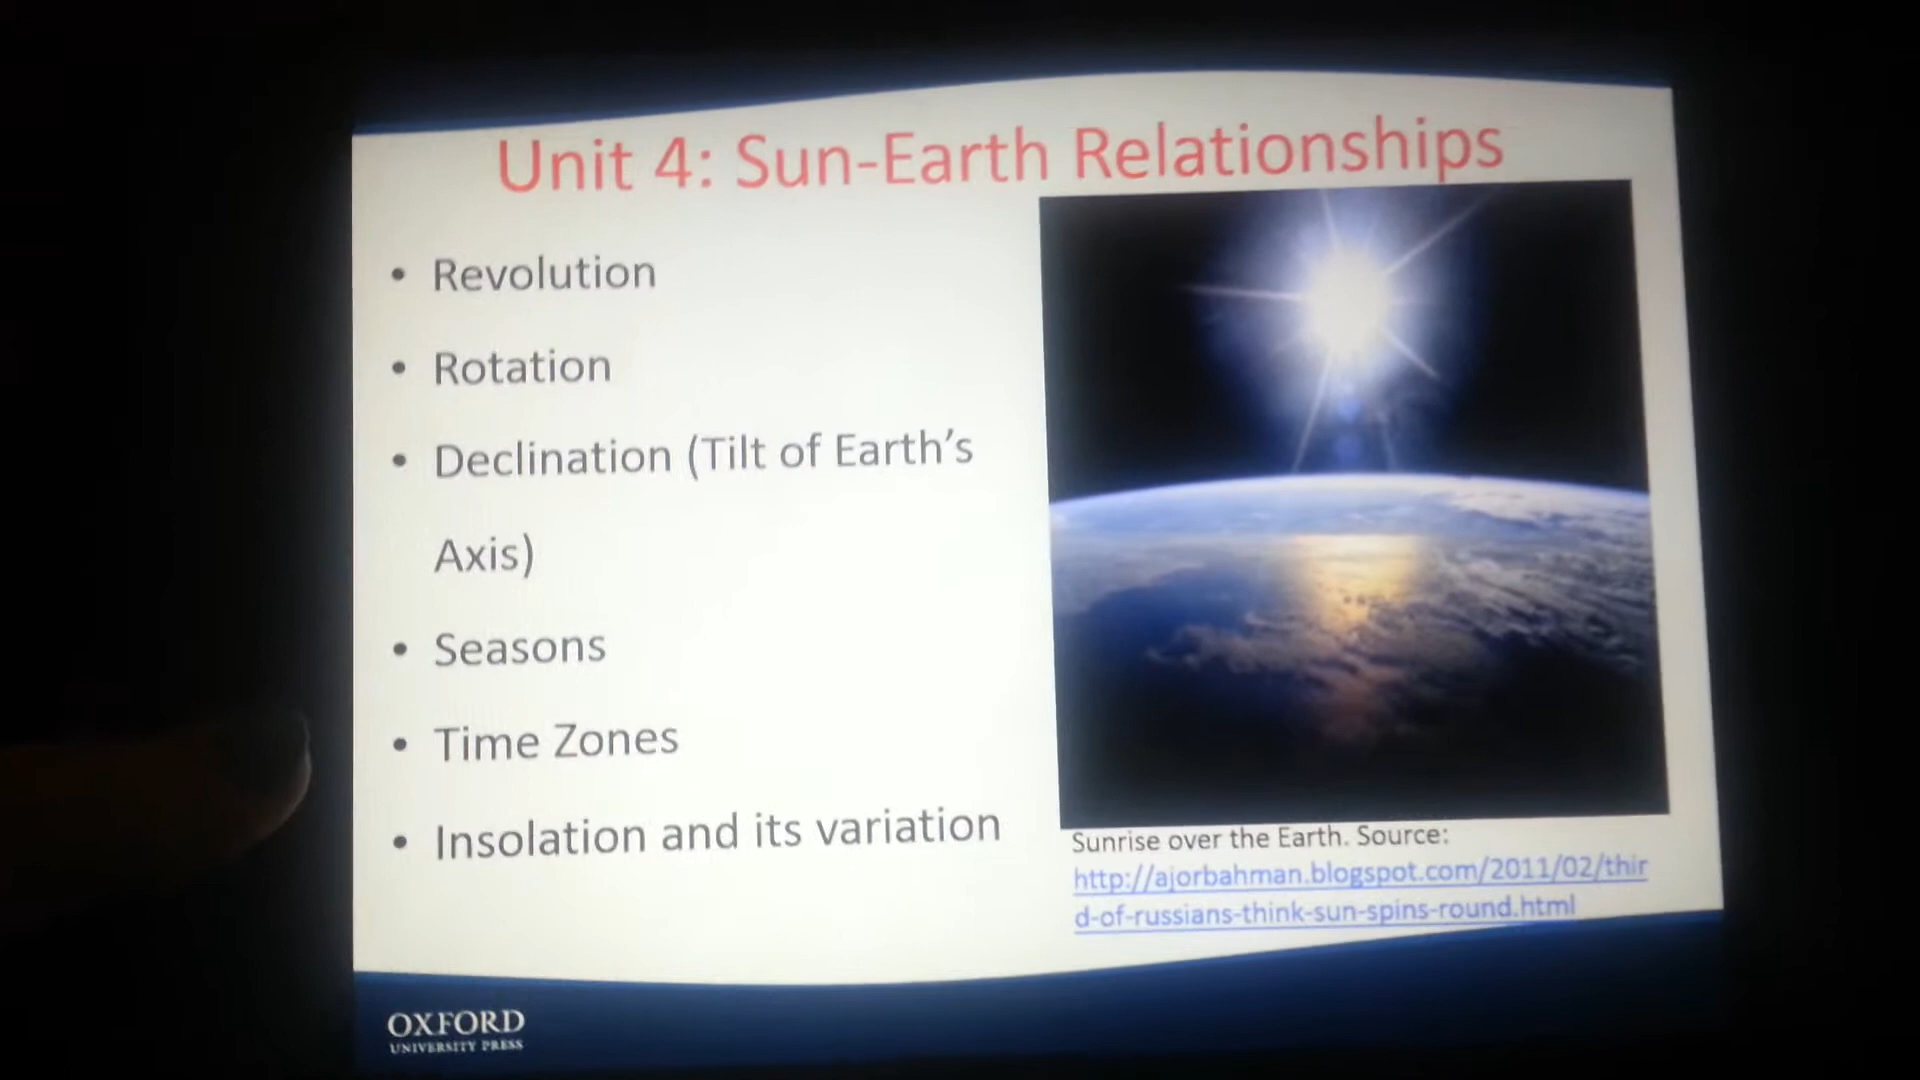 Unit 4: Sun-Earth Relationships
• Revolution
• Rotation
• Declination (Tilt of Earth's
Axis)
• Seasons
• Time Zones
• Insolation and its variation
Sunrise over the Earth. Source:
http://ajorbahman.blogspot.com/2011/02/thir
d-of-russians-think-sun-spins-round.html
OXFORD
UNIVERSITY PRESS